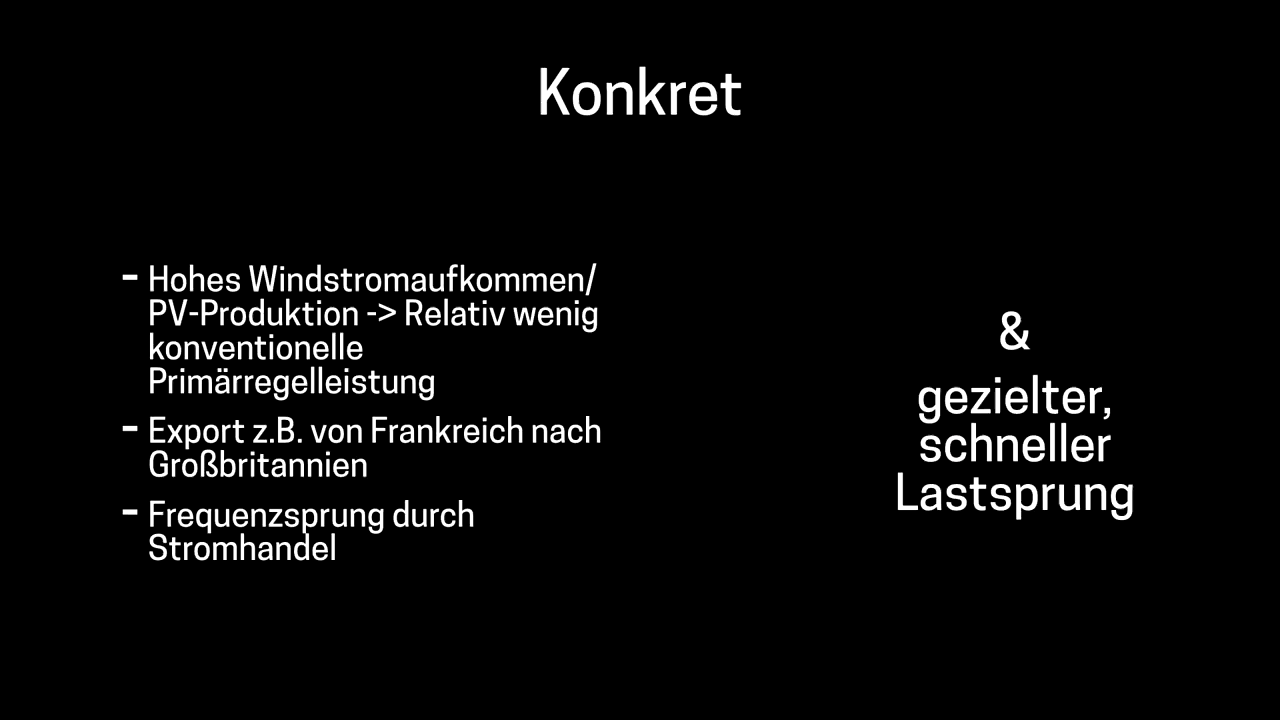 Konkret
- Hohes Windstromaufkommen/
PV-Produktion -> Relativ wenig
konventionelle
Primärregelleistung
- Export z.B. von Frankreich nach
Großbritannien
- Frequenzsprung durch
Stromhandel
&
gezielter,
schneller
Lastsprung